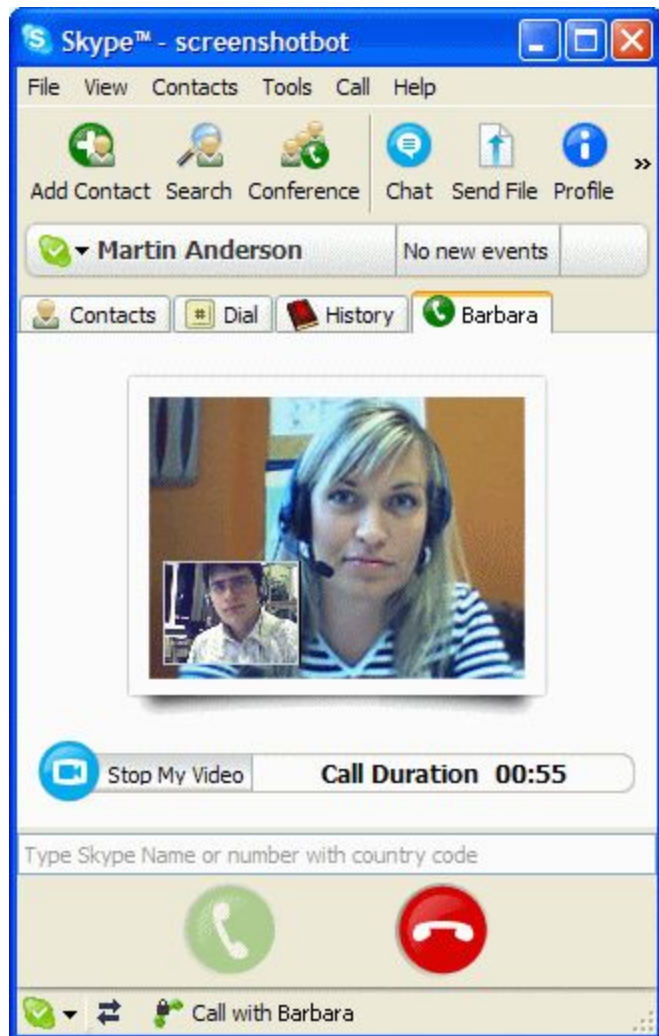 Skype™ - screenshotbot
File View Contacts Tools Call Help
Add Contact Search Conference Chat Send File Profile »
Martin Anderson No new events
Contacts # Dial History Barbara
Stop My Video Call Duration 00:55
Type Skype Name or number with country code
Call with Barbara